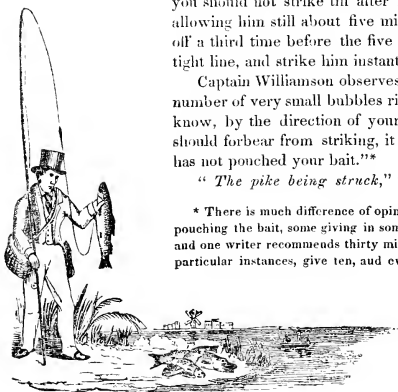 you should not strike till after
allowing him still about five mi
off a third time before the five
tight line, and strike him instant
Captain Williamson observes
number of very small bubbles ri
know, by the direction of your
should forbear from striking, it
has not pouched your bait."*
" The pike being struck,"
* There is much difference of opin
pouching the bait, some giving in som
and one writer recommends thirty mi
particular instances, give ten, and ev